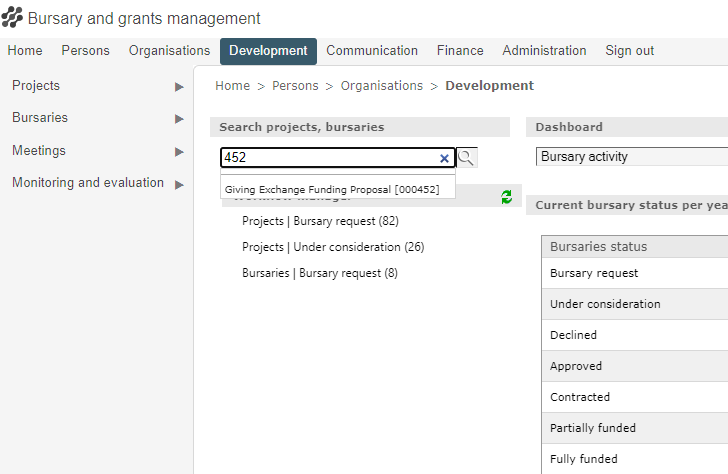 Bursary and grants management
Home Persons Organisations Development Communication Finance Administration Sign out
Projects
Bursaries
Meetings
Monitoring and evaluation
Home > Persons > Organisations > Development
Search projects, bursaries
452
Giving Exchange Funding Proposal [000452]
Projects | Bursary request (82)
Projects | Under consideration (26)
Bursaries | Bursary request (8)
Dashboard
Bursary activity
Current bursary status per yea
Bursaries status
Bursary request
Under consideration
Declined
Approved
Contracted
Partially funded
Fully funded